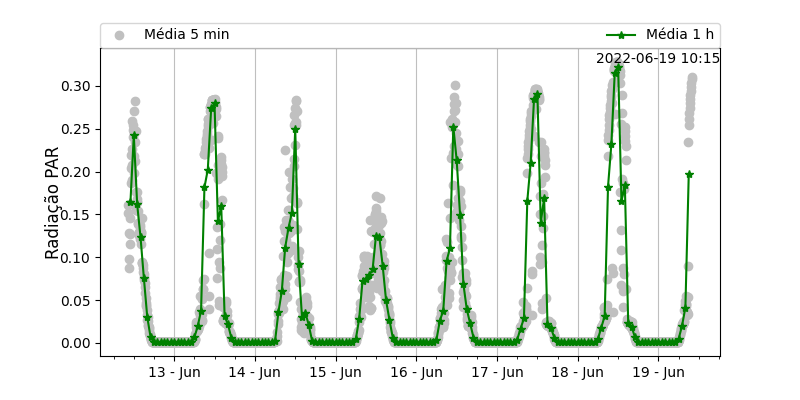 Média 5 min
Média 1 h
2022-06-19 10:15
Radiação PAR
0.30
0.25
0.20
0.15
0.10
0.05
0.00
13 - Jun
14 - Jun
15 - Jun
16 - Jun
17 - Jun
18 - Jun
19 - Jun